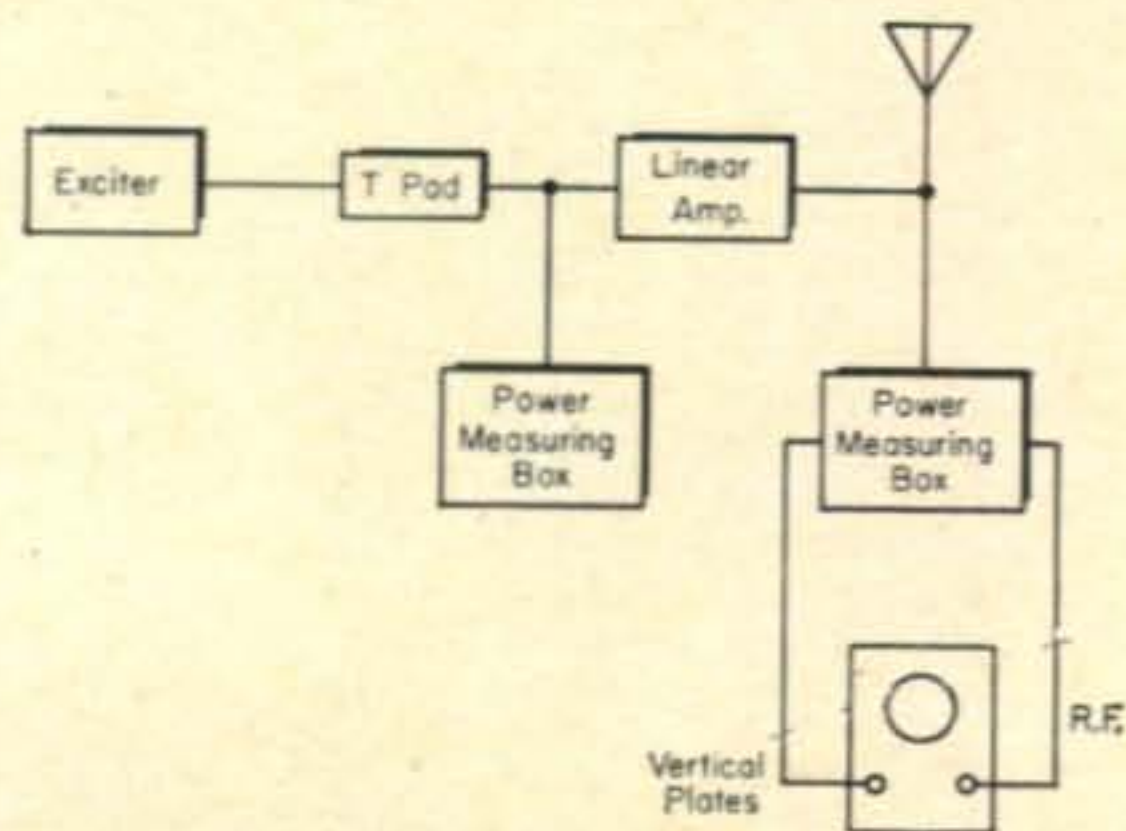 Exciter
T Pad
Linear
Amp.
Power
Measuring
Box
Power
Measuring
Box
R.F.
Vertical
Plates